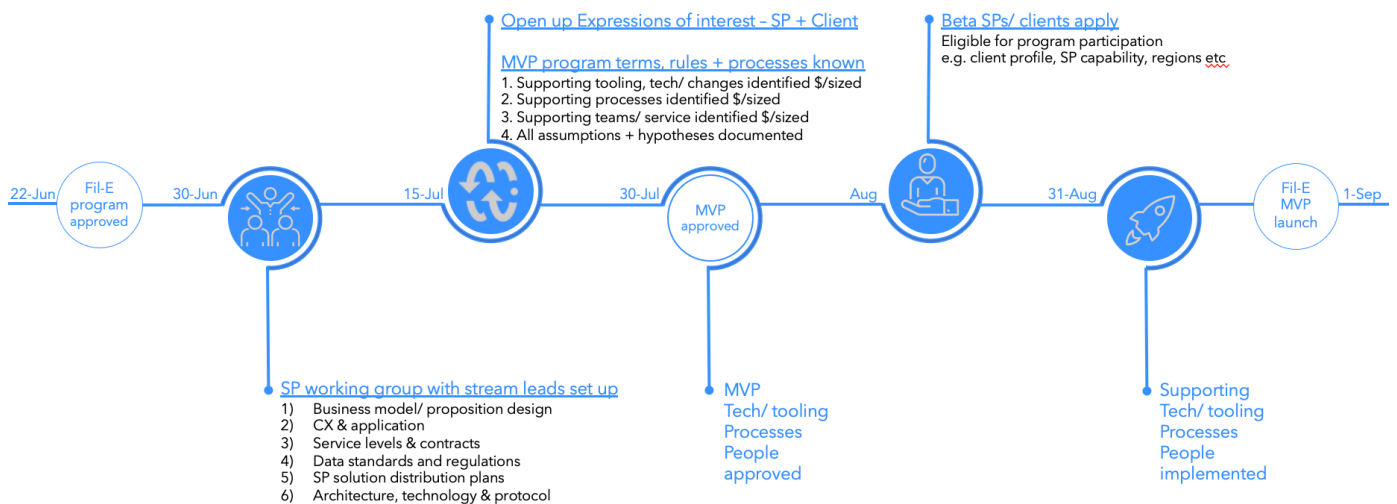 Open up Expressions of interest – SP + Client
MVP program terms, rules + processes known
1. Supporting tooling, tech/ changes identified $/sized
2. Supporting processes identified $/sized
3. Supporting teams/ service identified $/sized
4. All assumptions + hypotheses documented
Beta SPs/ clients apply
Eligible for program participation
e.g. client profile, SP capability, regions etc
22-Jun
Fil-E
program
approved
30-Jun
15-Jul
30-Jul
MVP
approved
Aug
31-Aug
Fil-E
MVP
launch
1-Sep
SP working group with stream leads set up
1) Business model/ proposition design
2) CX & application
3) Service levels & contracts
4) Data standards and regulations
5) SP solution distribution plans
6) Architecture, technology & protocol
MVP
Tech/ tooling
Processes
People
approved
Supporting
Tech/ tooling
Processes
People
implemented